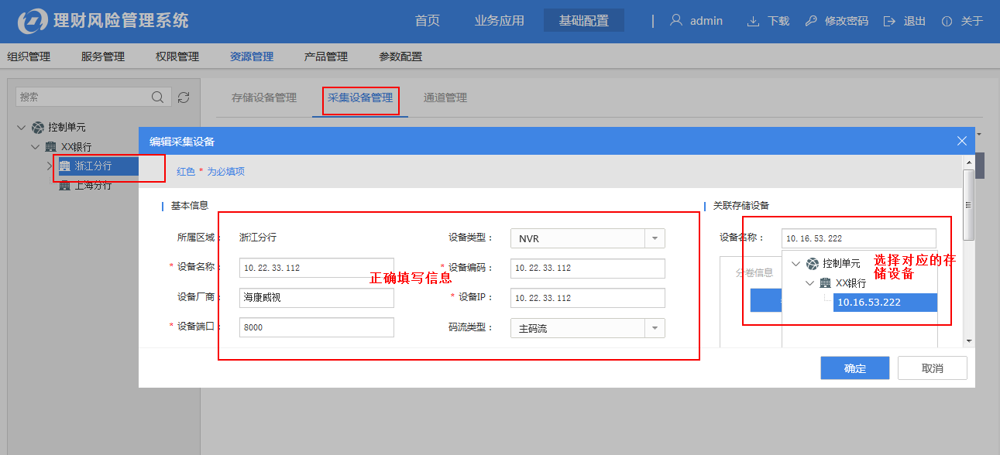 理财风险管理系统
首页 业务应用 基础配置 admin 下载 修改密码 退出 关于
组织管理 服务管理 权限管理 资源管理 产品管理 参数配置
搜索
存储设备管理 采集设备管理 通道管理
控制单元
XX银行
浙江分行
上海分行
编辑采集设备
红色 * 为必填项
基本信息
所属区域： 浙江分行
设备类型： NVR
* 设备名称： 10.22.33.112
* 设备编码： 10.22.33.112
设备厂商： 海康威视
* 设备IP： 10.22.33.112
* 设备端口： 8000
码流类型： 主码流
正确填写信息
关联存储设备
设备名称： 10.16.53.222
分卷信息
控制单元
XX银行
10.16.53.222
选择对应的存
储设备
确定 取消